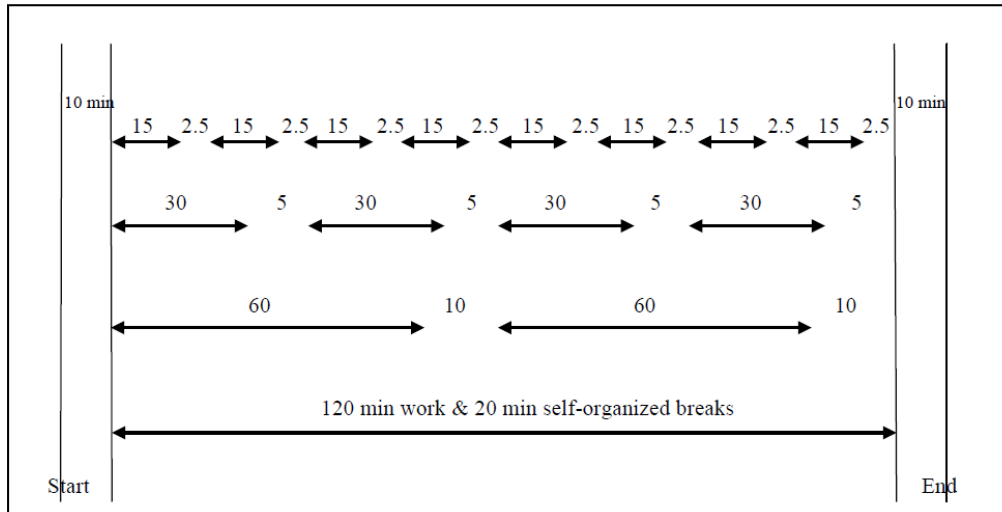 10 min 10 min
15 2.5 15 2.5 15 2.5 15 2.5 15 2.5 15 2.5 15 2.5 15 2.5
30 5 30 5 30 5 30 5
60 10 60 10
120 min work & 20 min self-organized breaks
Start End